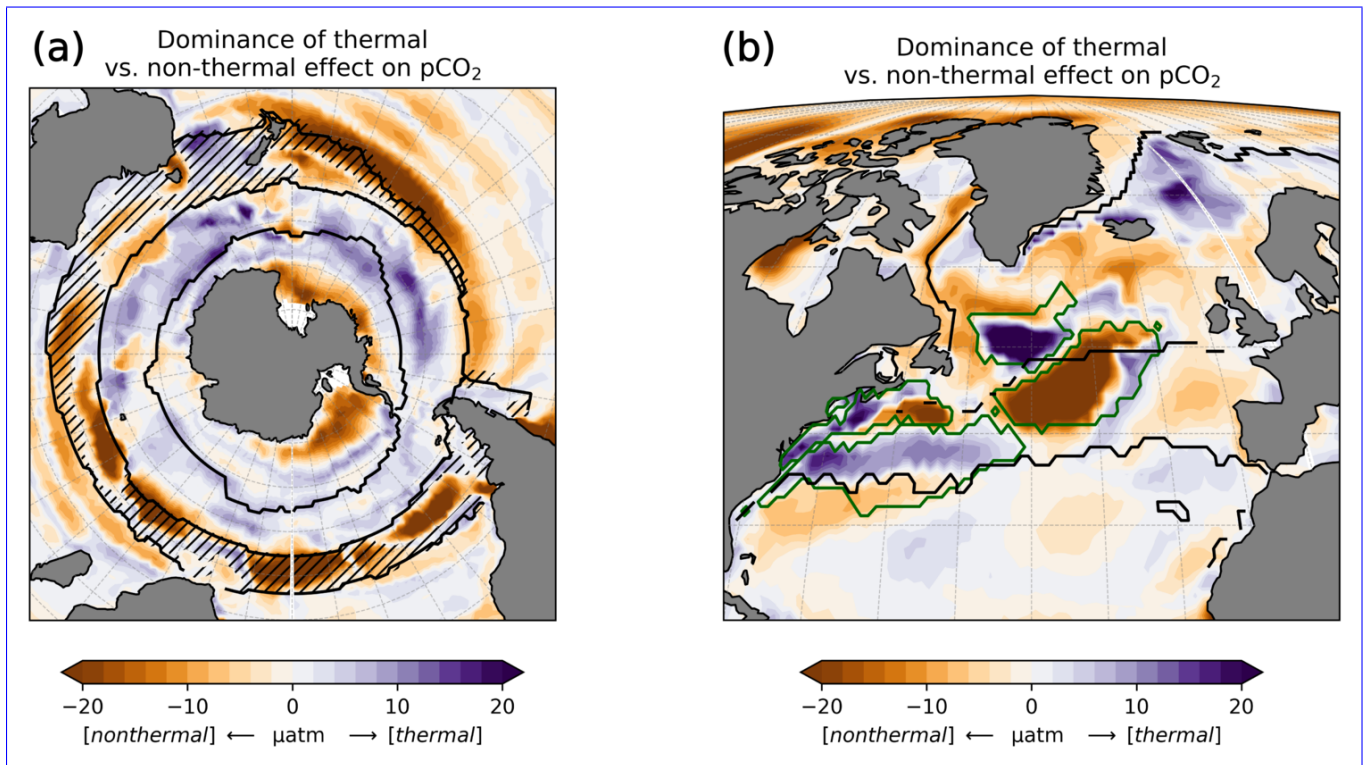 (a)
Dominance of thermal
vs. non-thermal effect on pCO₂
−20 −10 0 10 20
[nonthermal] ← μatm → [thermal]
(b)
Dominance of thermal
vs. non-thermal effect on pCO₂
−20 −10 0 10 20
[nonthermal] ← μatm → [thermal]